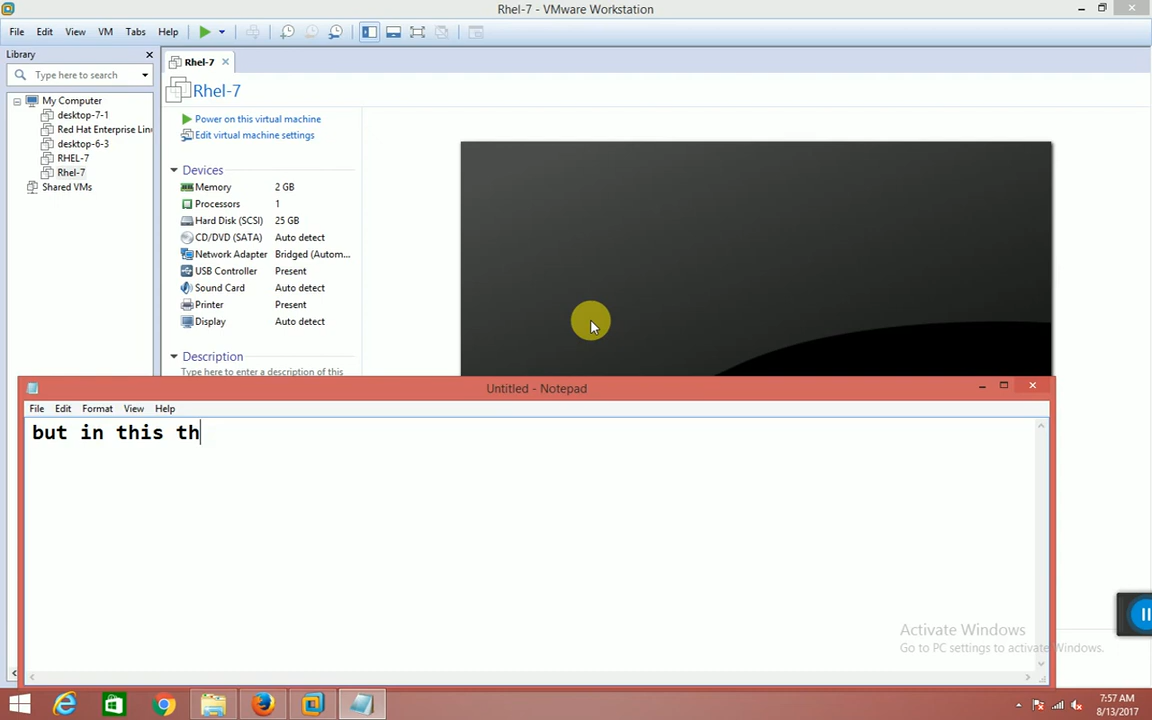 Rhel-7 - VMware Workstation
File Edit View VM Tabs Help
Library
Type here to search
My Computer
desktop-7-1
Red Hat Enterprise Lin
desktop-6-3
RHEL-7
Rhel-7
Shared VMs
Rhel-7
Rhel-7
Power on this virtual machine
Edit virtual machine settings
Devices
Memory 2 GB
Processors 1
Hard Disk (SCSI) 25 GB
CD/DVD (SATA) Auto detect
Network Adapter Bridged (Autom...
USB Controller Present
Sound Card Auto detect
Printer Present
Display Auto detect
Description
Type here to enter a description of this
Untitled - Notepad
File Edit Format View Help
but in this th
Activate Windows
Go to PC settings to activate Windows.
7:57 AM
8/13/2017